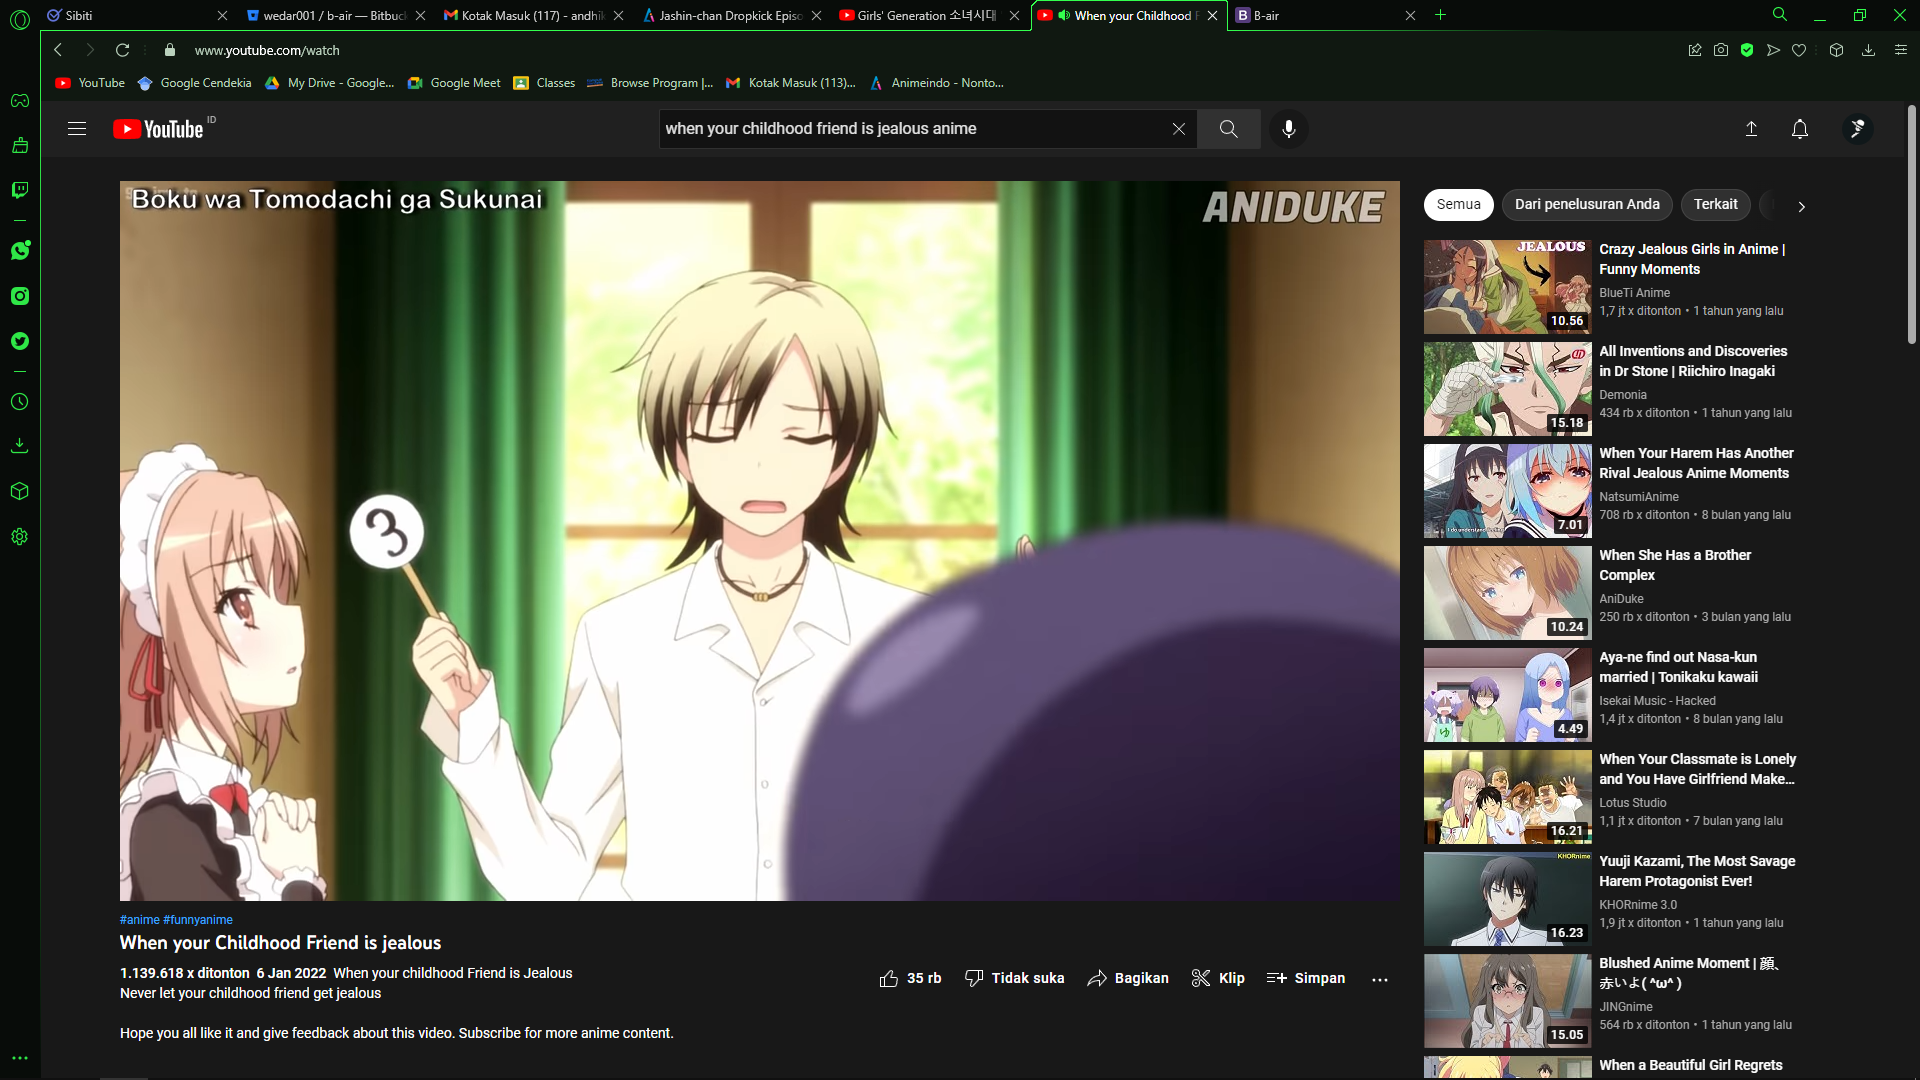 Sibiti
wedar001 / b-air — Bitbuck
Kotak Masuk (117) - andhik
Jashin-chan Dropkick Episo
Girls' Generation 소녀시대
When your Childhood F
B-air
www.youtube.com/watch
YouTube
Google Cendekia
My Drive - Google...
Google Meet
Classes
Browse Program |...
Kotak Masuk (113)...
Animeindo - Nonto...
YouTube ID
when your childhood friend is jealous anime
Boku wa Tomodachi ga Sukunai
ANIDUKE
3
#anime #funnyanime
When your Childhood Friend is jealous
1.139.618 x ditonton 6 Jan 2022 When your childhood Friend is Jealous
Never let your childhood friend get jealous
Hope you all like it and give feedback about this video. Subscribe for more anime content.
35 rb
Tidak suka
Bagikan
Klip
Simpan
Semua
Dari penelusuran Anda
Terkait
JEALOUS
10.56
Crazy Jealous Girls in Anime |
Funny Moments
BlueTi Anime
1,7 jt x ditonton • 1 tahun yang lalu
15.18
All Inventions and Discoveries
in Dr Stone | Riichiro Inagaki
Demonia
434 rb x ditonton • 1 tahun yang lalu
7.01
When Your Harem Has Another
Rival Jealous Anime Moments
NatsumiAnime
708 rb x ditonton • 8 bulan yang lalu
10.24
When She Has a Brother
Complex
AniDuke
250 rb x ditonton • 3 bulan yang lalu
ゆ
4.49
Aya-ne find out Nasa-kun
married | Tonikaku kawaii
Isekai Music - Hacked
1,4 jt x ditonton • 8 bulan yang lalu
16.21
When Your Classmate is Lonely
and You Have Girlfriend Make...
Lotus Studio
1,1 jt x ditonton • 7 bulan yang lalu
KHORnime
16.23
Yuuji Kazami, The Most Savage
Harem Protagonist Ever!
KHORnime 3.0
1,9 jt x ditonton • 1 tahun yang lalu
15.05
Blushed Anime Moment | 顔、
赤いよ( ^ω^ )
JINGnime
564 rb x ditonton • 1 tahun yang lalu
When a Beautiful Girl Regrets